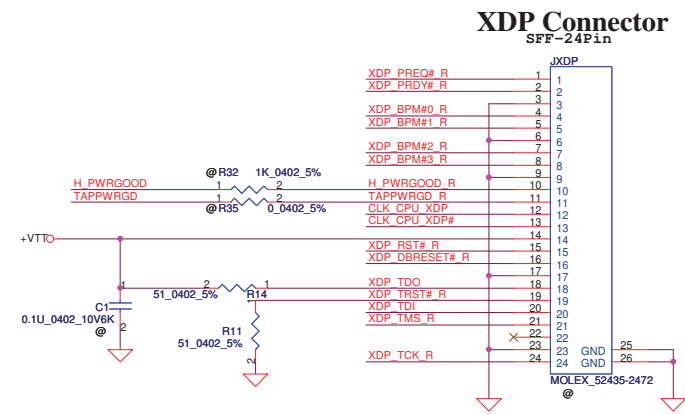 XDP Connector
SFF-24Pin
JXDP
XDP_PREQ#_R 1 1
XDP_PRDY#_R 2 2
3 3
XDP_BPM#0_R 4 4
XDP_BPM#1_R 5 5
6 6
XDP_BPM#2_R 7 7
XDP_BPM#3_R 8 8
9 9
@ R32 1K_0402_5%
H_PWRGOOD 1 2 H_PWRGOOD_R 10 10
TAPPWRGD 1 2 TAPPWRGD_R 11 11
@ R35 0_0402_5%
CLK_CPU_XDP 12 12
CLK_CPU_XDP# 13 13
+VTT 14 14
XDP_RST#_R 15 15
XDP_DBRESET#_R 16 16
17 17
2 1 XDP_TDO 18 18
51_0402_5% R14
XDP_TRST#_R 19 19
XDP_TDI 20 20
XDP_TMS_R 21 21
22 22
23 23
XDP_TCK_R 24 24
1
C1
0.1U_0402_10V6K
@ 2
R11
51_0402_5%
GND 25
GND 26
MOLEX_52435-2472
@